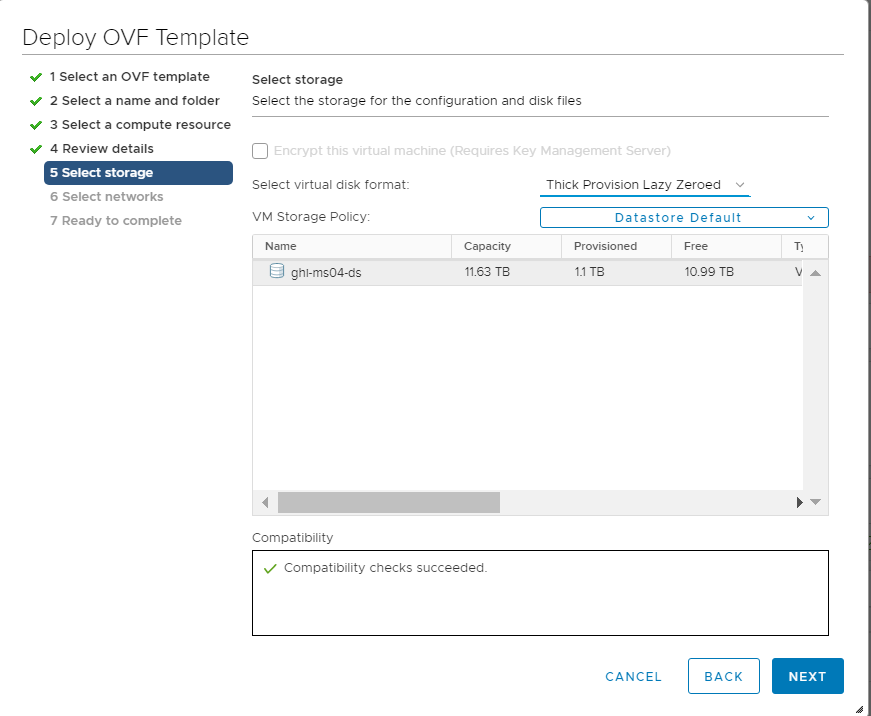 Deploy OVF Template
1 Select an OVF template
2 Select a name and folder
3 Select a compute resource
4 Review details
5 Select storage
6 Select networks
7 Ready to complete
Select storage
Select the storage for the configuration and disk files
Encrypt this virtual machine (Requires Key Management Server)
Select virtual disk format: Thick Provision Lazy Zeroed
VM Storage Policy: Datastore Default
Name Capacity Provisioned Free
ghl-ms04-ds 11.63 TB 1.1 TB 10.99 TB
Compatibility
Compatibility checks succeeded.
CANCEL BACK NEXT